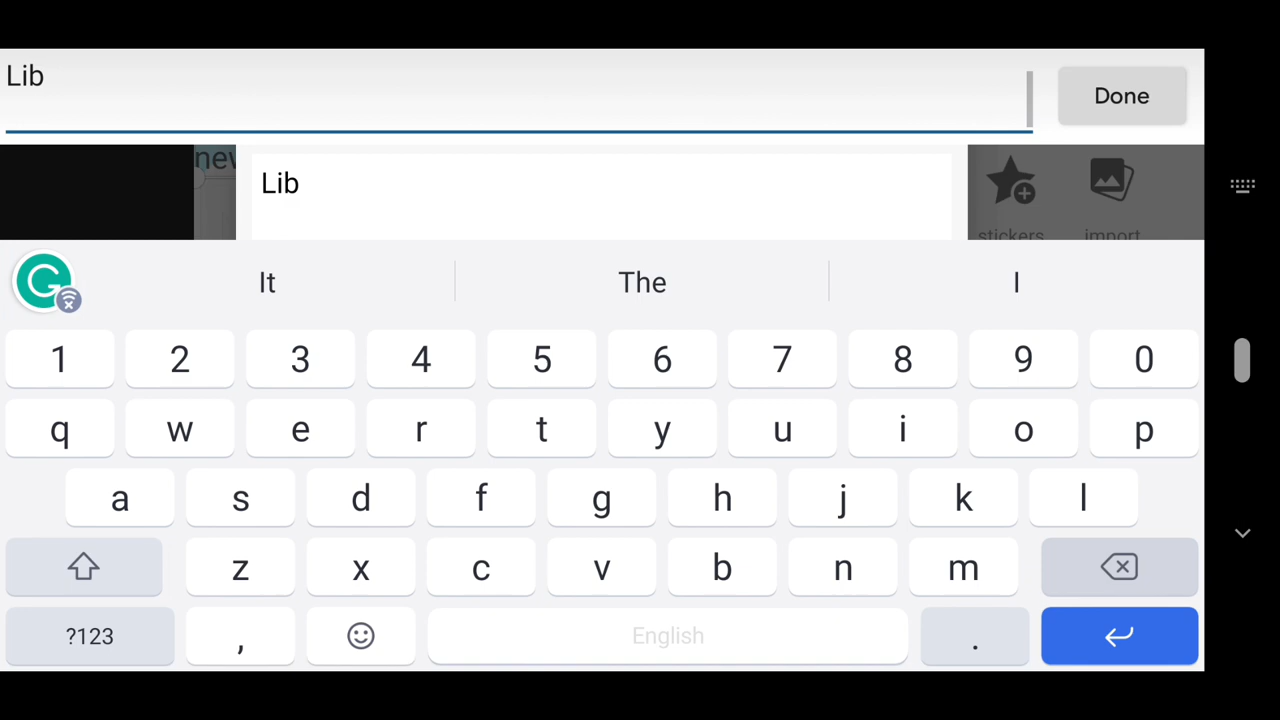 Lib
Done
new
Lib
stickers
import
It The I
1 2 3 4 5 6 7 8 9 0
q w e r t y u i o p
a s d f g h j k l
z x c v b n m
?123 , English .